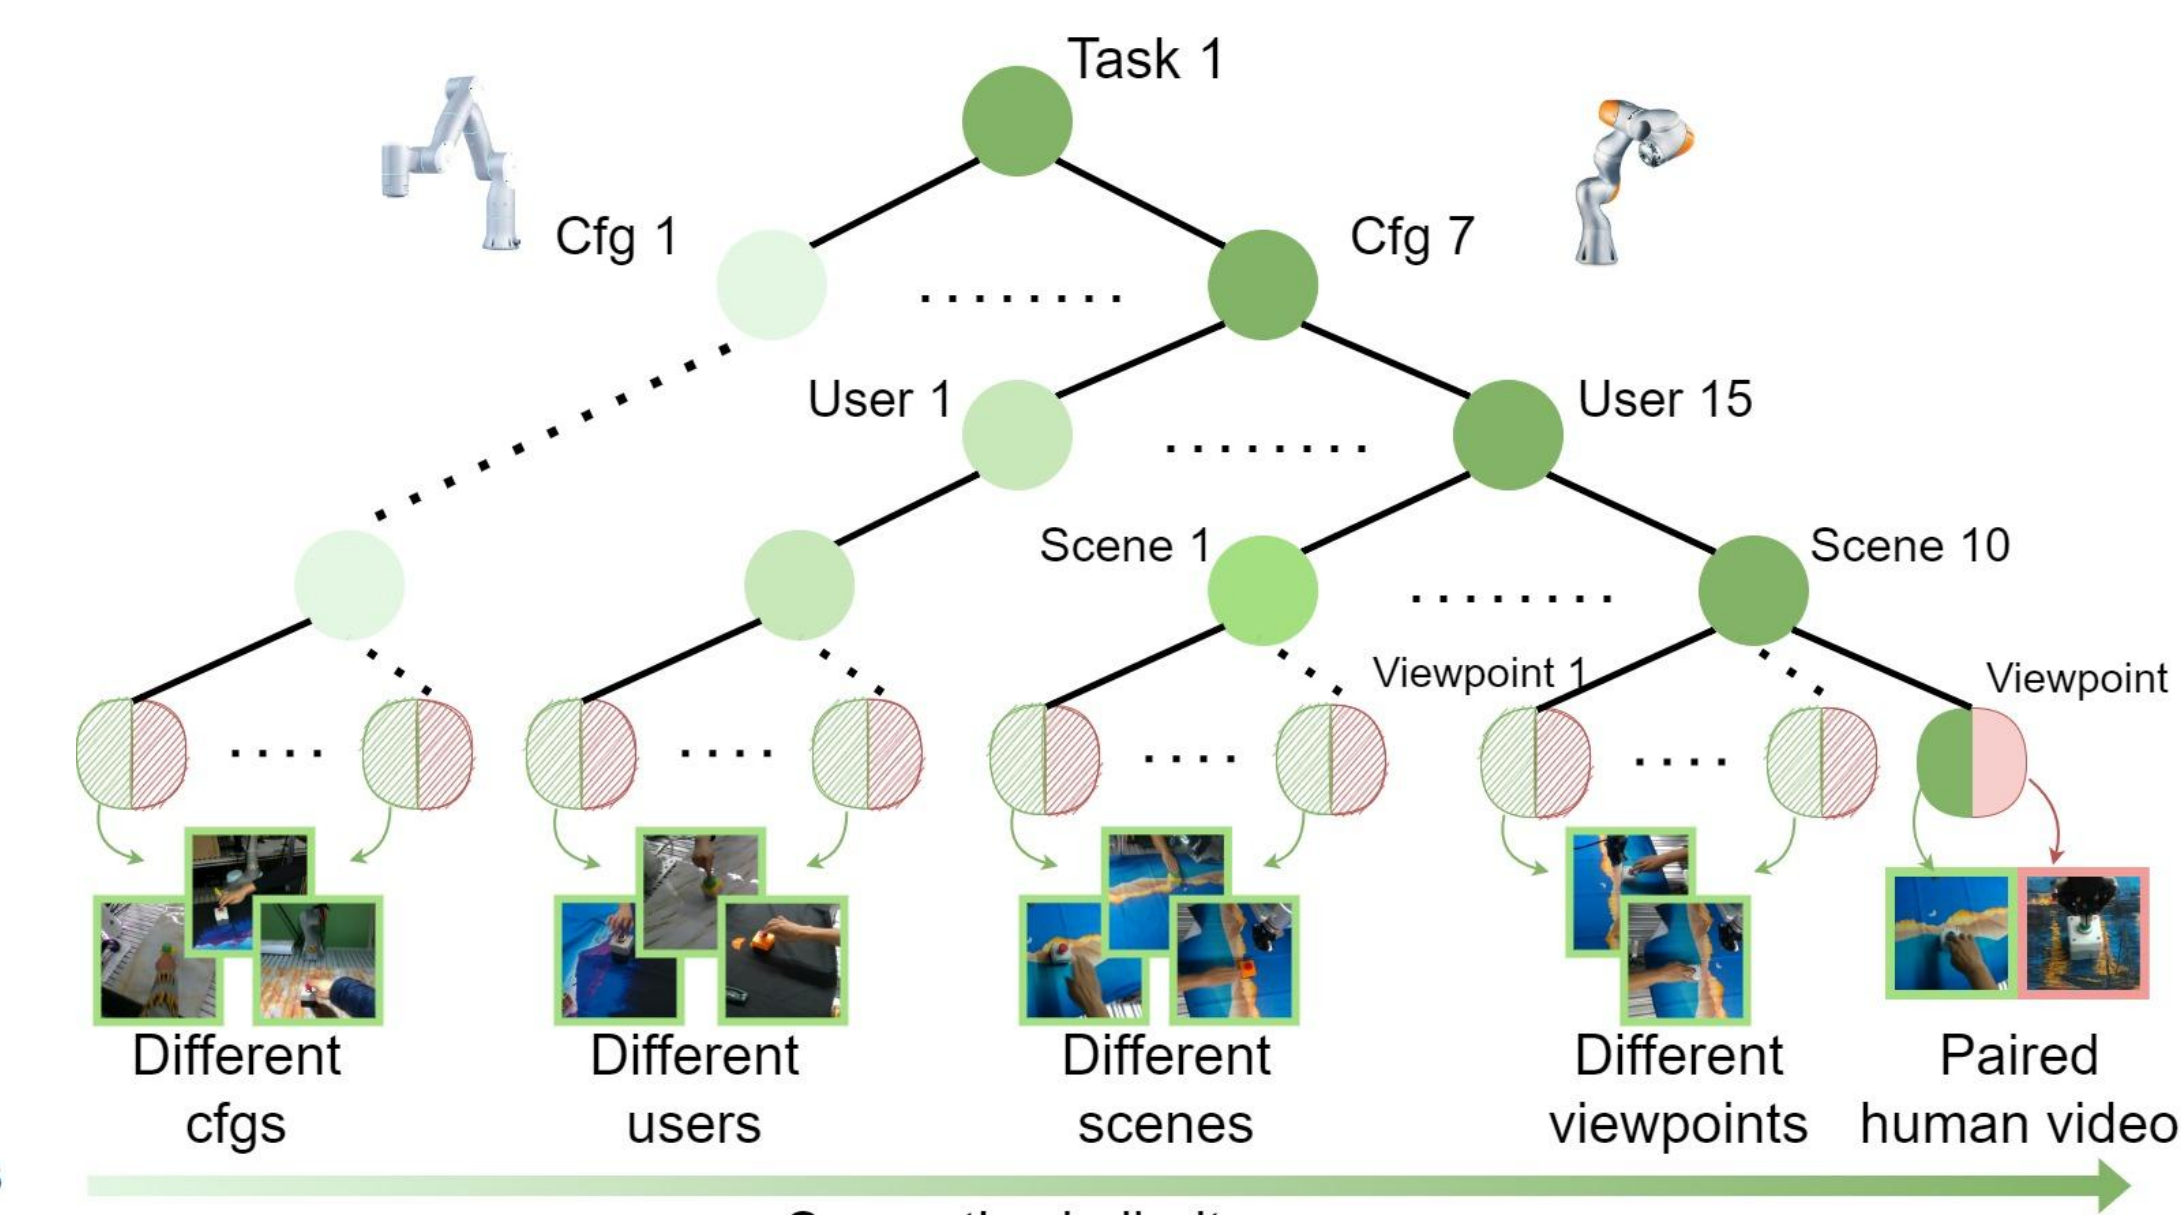 Task 1
Cfg 1
Cfg 7
User 1
User 15
Scene 1
Scene 10
Viewpoint 1
Viewpoint
Different
cfgs
Different
users
Different
scenes
Different
viewpoints
Paired
human video